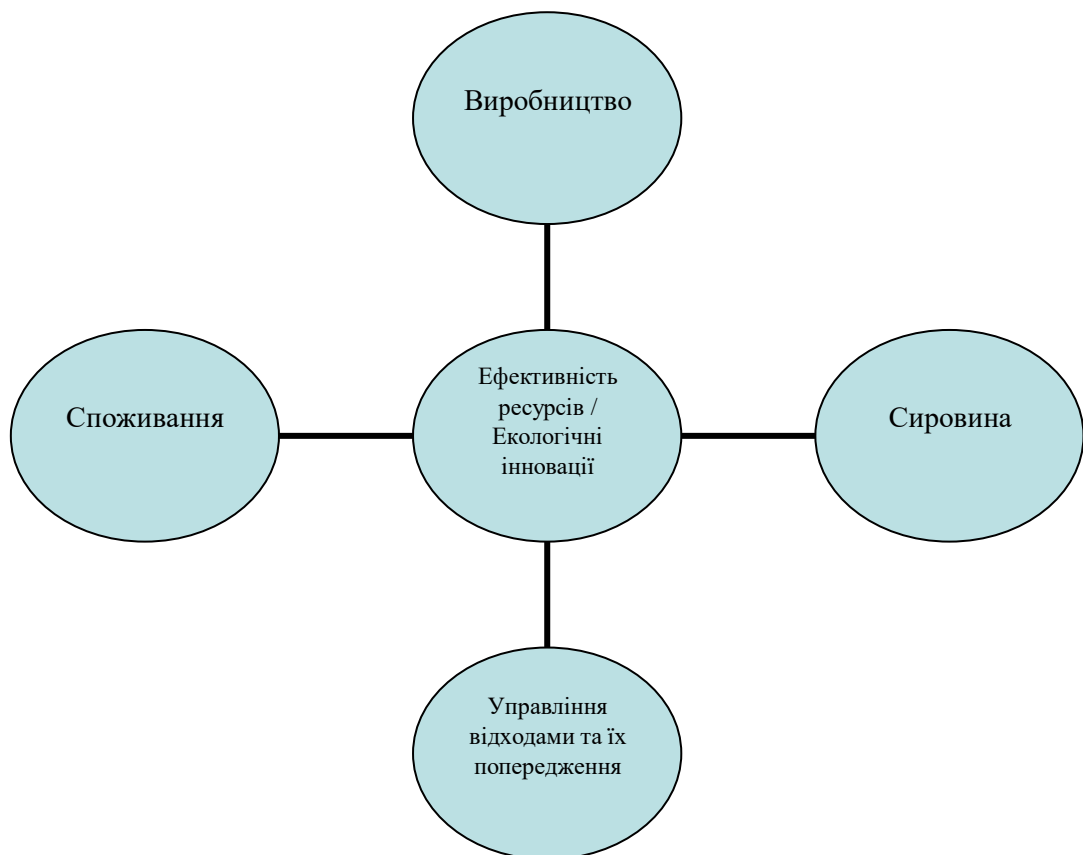 Виробництво
Споживання
Ефективність
ресурсів /
Екологічні
інновації
Сировина
Управління
відходами та їх
попередження